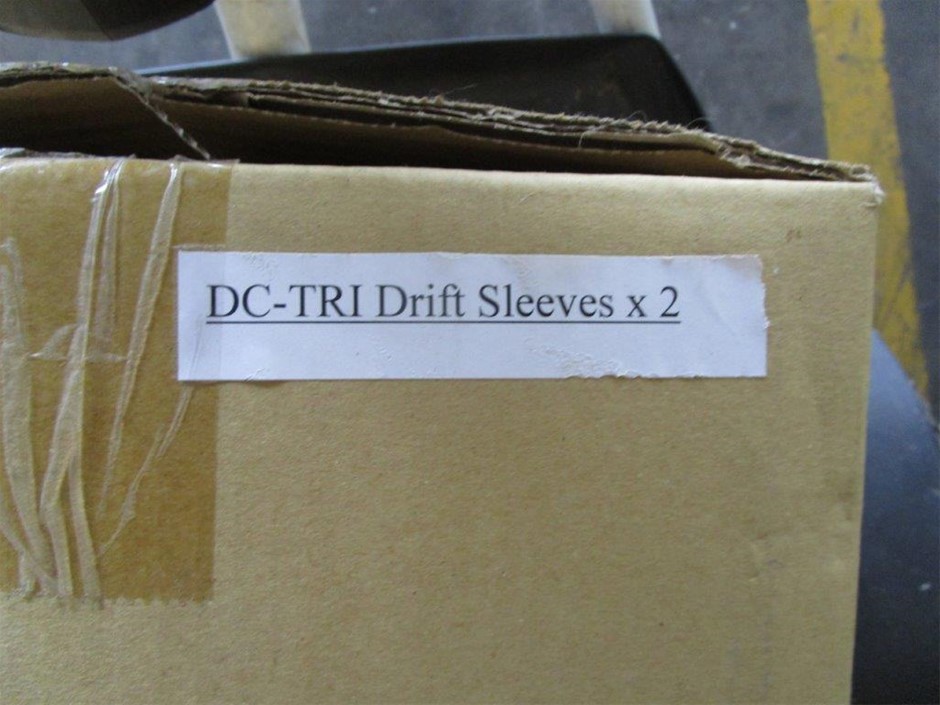 DC-TRI Drift Sleeves x 2